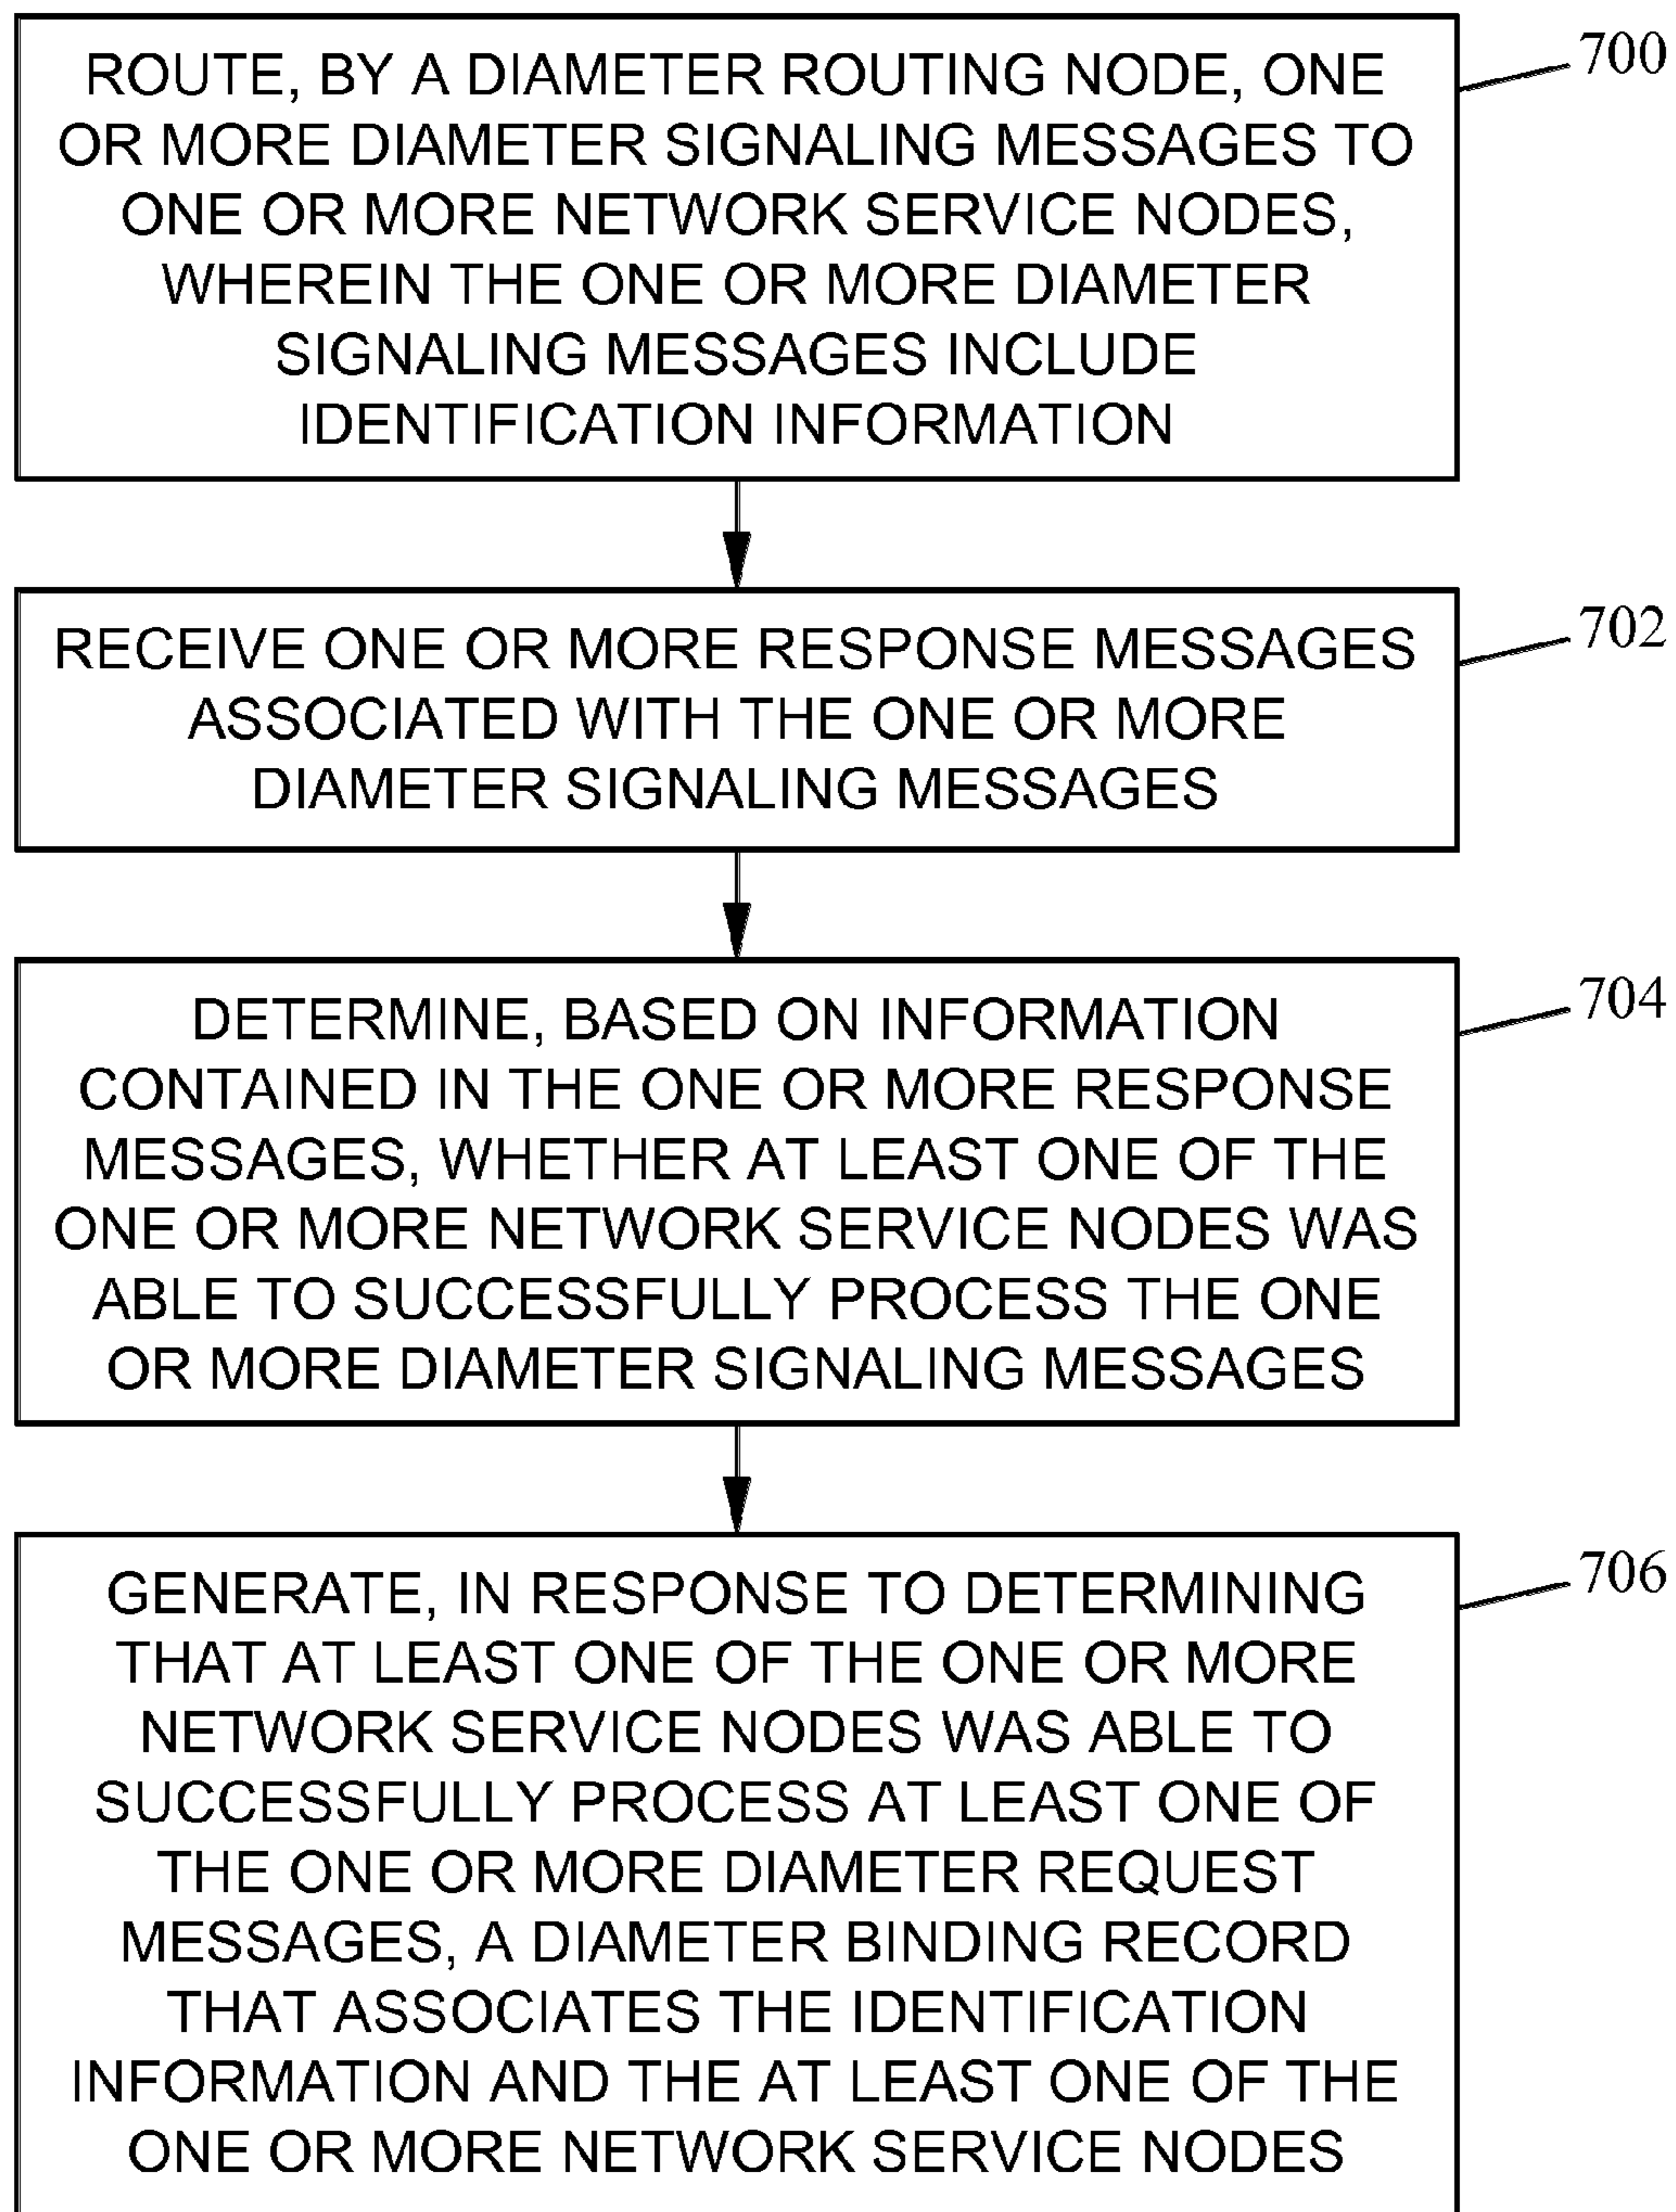 ROUTE, BY A DIAMETER ROUTING NODE, ONE
OR MORE DIAMETER SIGNALING MESSAGES TO
ONE OR MORE NETWORK SERVICE NODES,
WHEREIN THE ONE OR MORE DIAMETER
SIGNALING MESSAGES INCLUDE
IDENTIFICATION INFORMATION
700
RECEIVE ONE OR MORE RESPONSE MESSAGES
ASSOCIATED WITH THE ONE OR MORE
DIAMETER SIGNALING MESSAGES
702
DETERMINE, BASED ON INFORMATION
CONTAINED IN THE ONE OR MORE RESPONSE
MESSAGES, WHETHER AT LEAST ONE OF THE
ONE OR MORE NETWORK SERVICE NODES WAS
ABLE TO SUCCESSFULLY PROCESS THE ONE
OR MORE DIAMETER SIGNALING MESSAGES
704
GENERATE, IN RESPONSE TO DETERMINING
THAT AT LEAST ONE OF THE ONE OR MORE
NETWORK SERVICE NODES WAS ABLE TO
SUCCESSFULLY PROCESS AT LEAST ONE OF
THE ONE OR MORE DIAMETER REQUEST
MESSAGES, A DIAMETER BINDING RECORD
THAT ASSOCIATES THE IDENTIFICATION
INFORMATION AND THE AT LEAST ONE OF THE
ONE OR MORE NETWORK SERVICE NODES
706